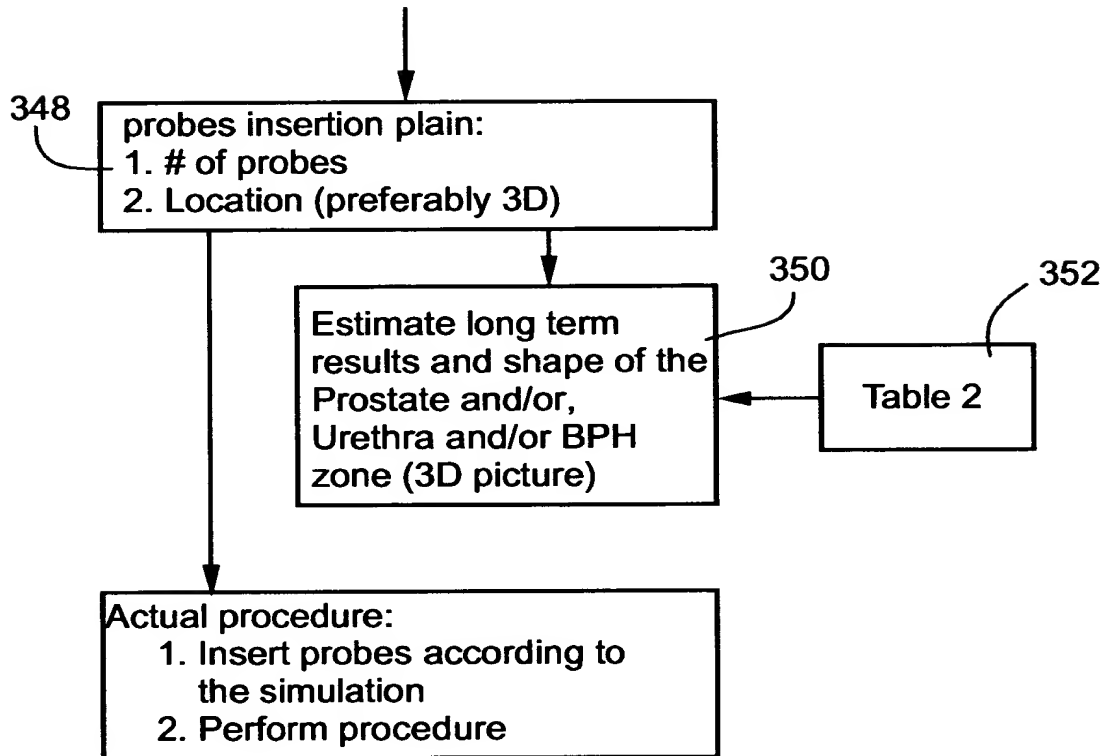 348
probes insertion plain:
1. # of probes
2. Location (preferably 3D)
350
352
Estimate long term
results and shape of the
Prostate and/or,
Urethra and/or BPH
zone (3D picture)
Table 2
Actual procedure:
1. Insert probes according to
the simulation
2. Perform procedure